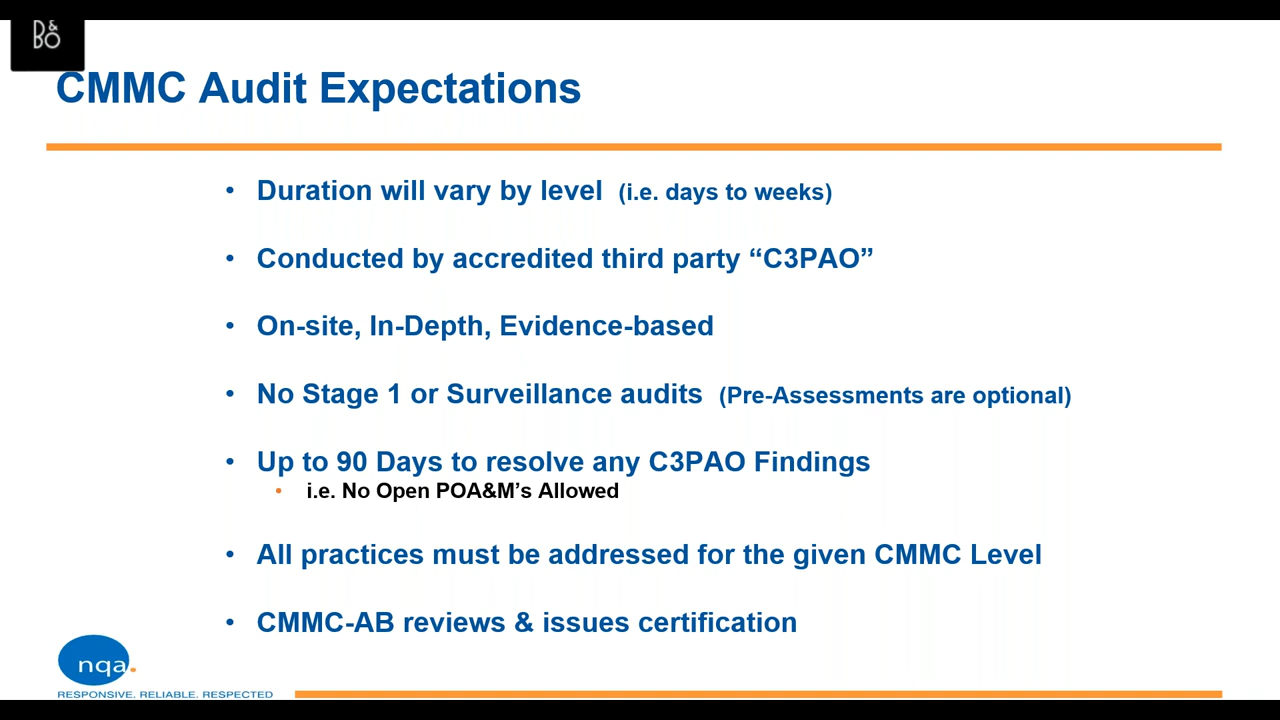 B&
BO
CMMC Audit Expectations
• Duration will vary by level (i.e. days to weeks)
• Conducted by accredited third party “C3PAO”
• On-site, In-Depth, Evidence-based
• No Stage 1 or Surveillance audits (Pre-Assessments are optional)
• Up to 90 Days to resolve any C3PAO Findings
• i.e. No Open POA&M’s Allowed
• All practices must be addressed for the given CMMC Level
• CMMC-AB reviews & issues certification
nqa.
RESPONSIVE. RELIABLE. RESPECTED